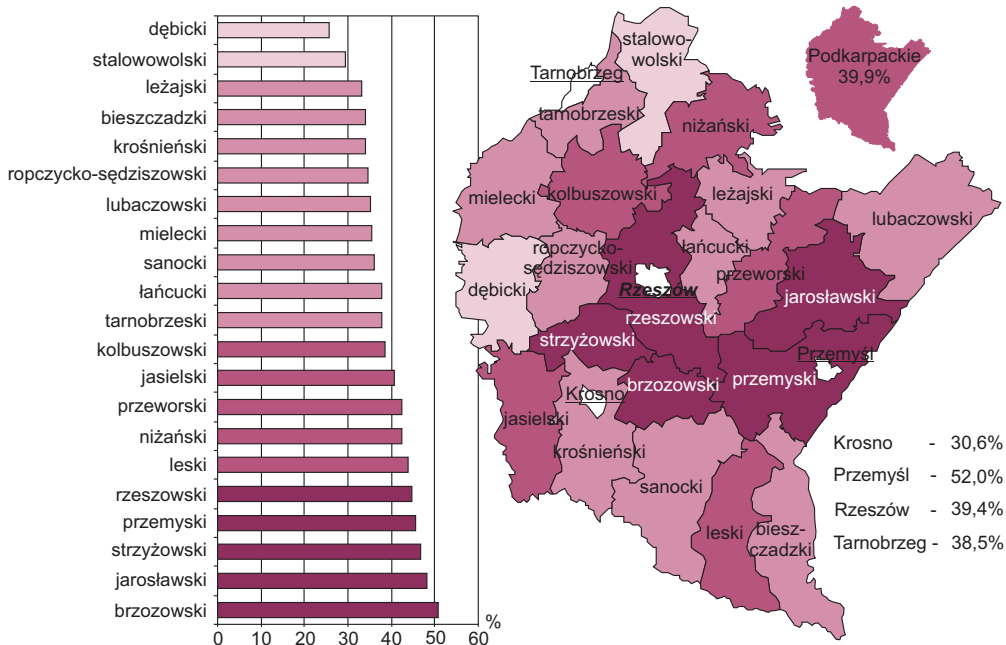 dębicki
stalowowolski
leżajski
bieszczadzki
krośnieński
ropczycko-sędziszowski
lubaczowski
mielecki
sanocki
łańcucki
tarnobrzeski
kolbuszowski
jasielski
przeworski
niżański
leski
rzeszowski
przemyski
strzyżowski
jarosławski
brzozowski
%
0 10 20 30 40 50 60
stalowo-
wolski
Tarnobrzeg
tarnobrzeski
niżański
Podkarpackie
39,9%
mielecki
kolbuszowski
leżajski
lubaczowski
ropczycko-
sędziszowski
łańcucki
przeworski
dębicki
Rzeszów
jarosławski
rzeszowski
strzyżowski
Przemyśl
brzozowski
przemyski
Krosno
jasielski
krośnieński
sanocki
leski
biesz-
czadzki
Krosno - 30,6%
Przemyśl - 52,0%
Rzeszów - 39,4%
Tarnobrzeg - 38,5%